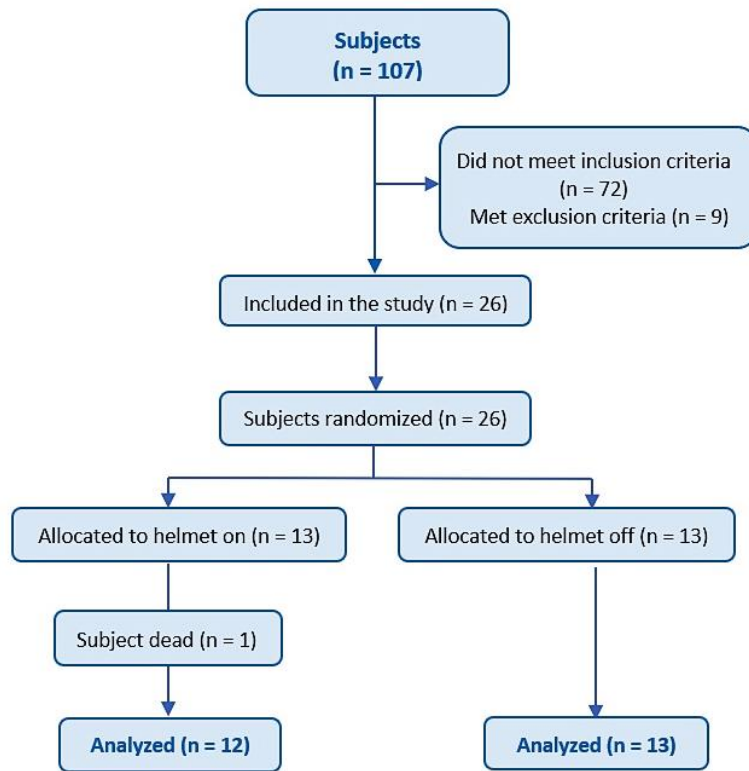 Subjects
(n = 107)
Did not meet inclusion criteria
(n = 72)
Met exclusion criteria (n = 9)
Included in the study (n = 26)
Subjects randomized (n = 26)
Allocated to helmet on (n = 13)
Allocated to helmet off (n = 13)
Subject dead (n = 1)
Analyzed (n = 12)
Analyzed (n = 13)